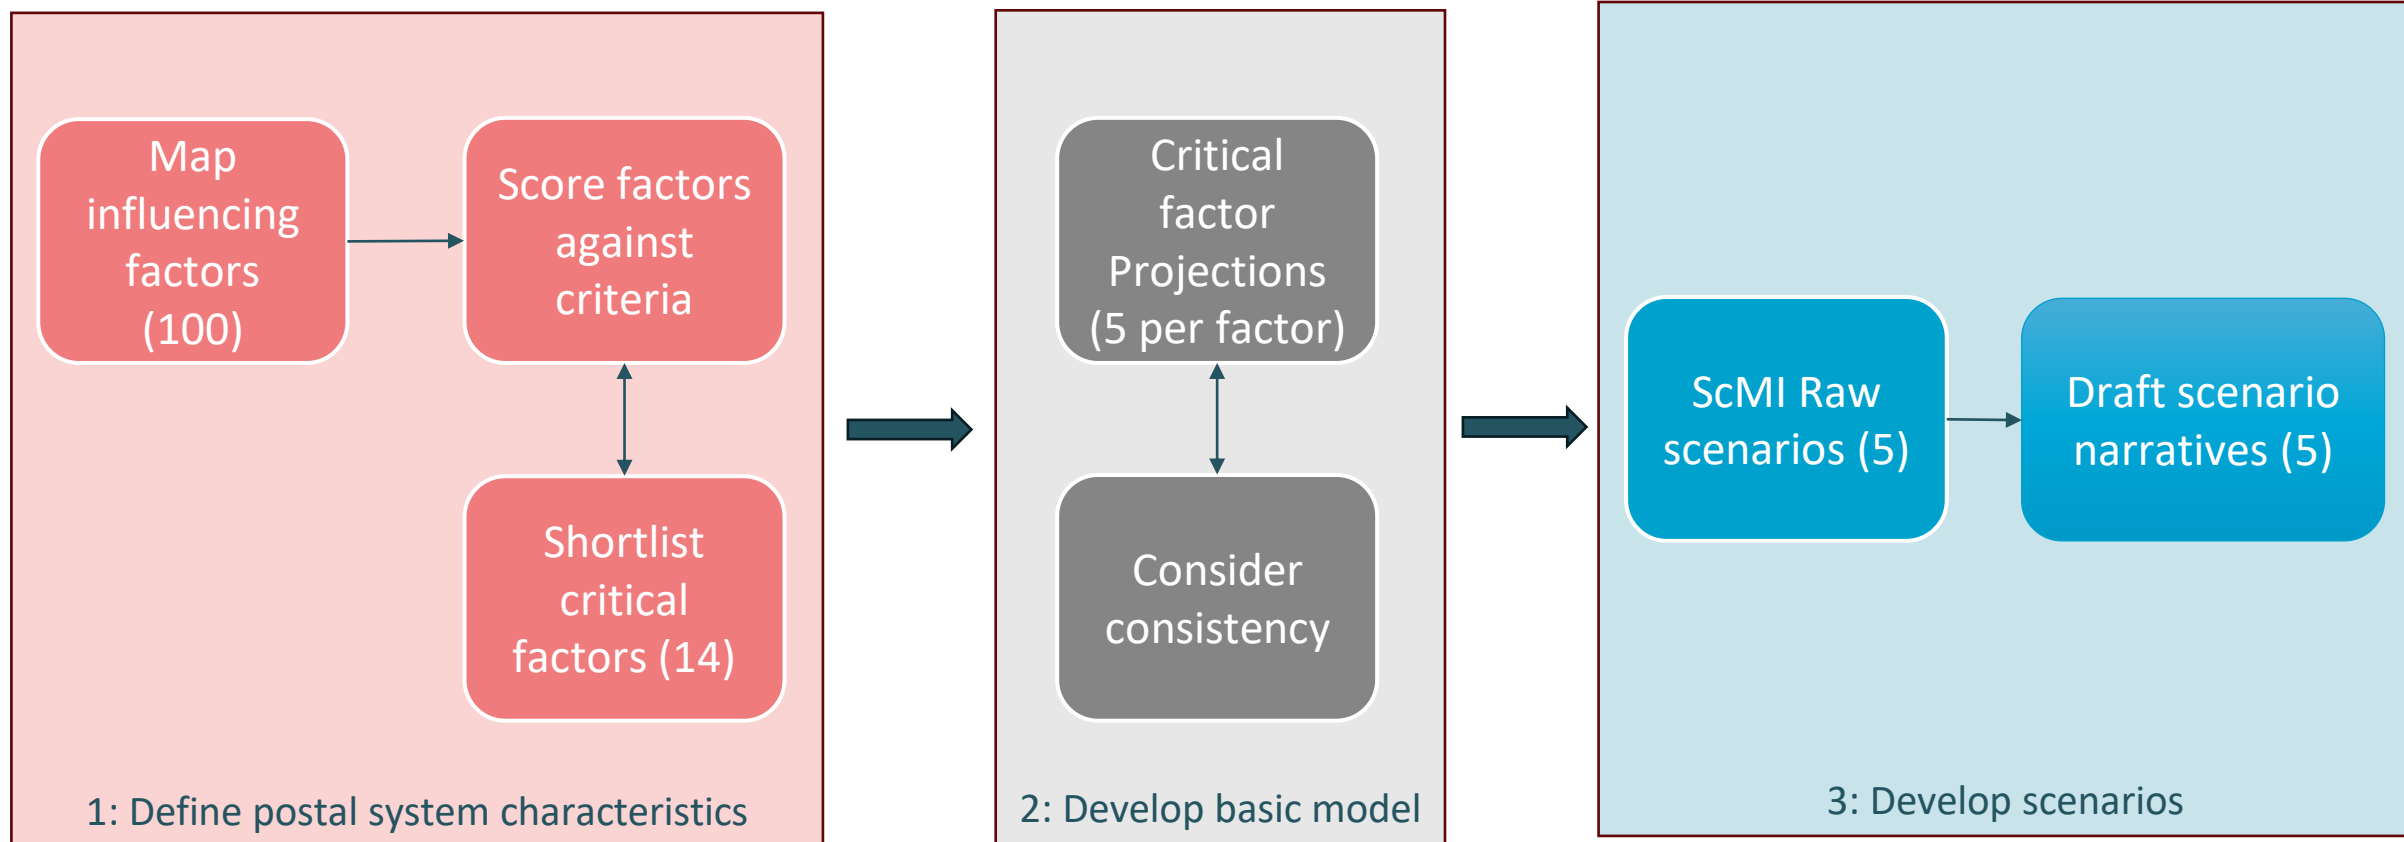 Map
influencing
factors
(100)
Score factors
against
criteria
Shortlist
critical
factors (14)
1: Define postal system characteristics
Critical
factor
Projections
(5 per factor)
Consider
consistency
2: Develop basic model
ScMI Raw
scenarios (5)
Draft scenario
narratives (5)
3: Develop scenarios